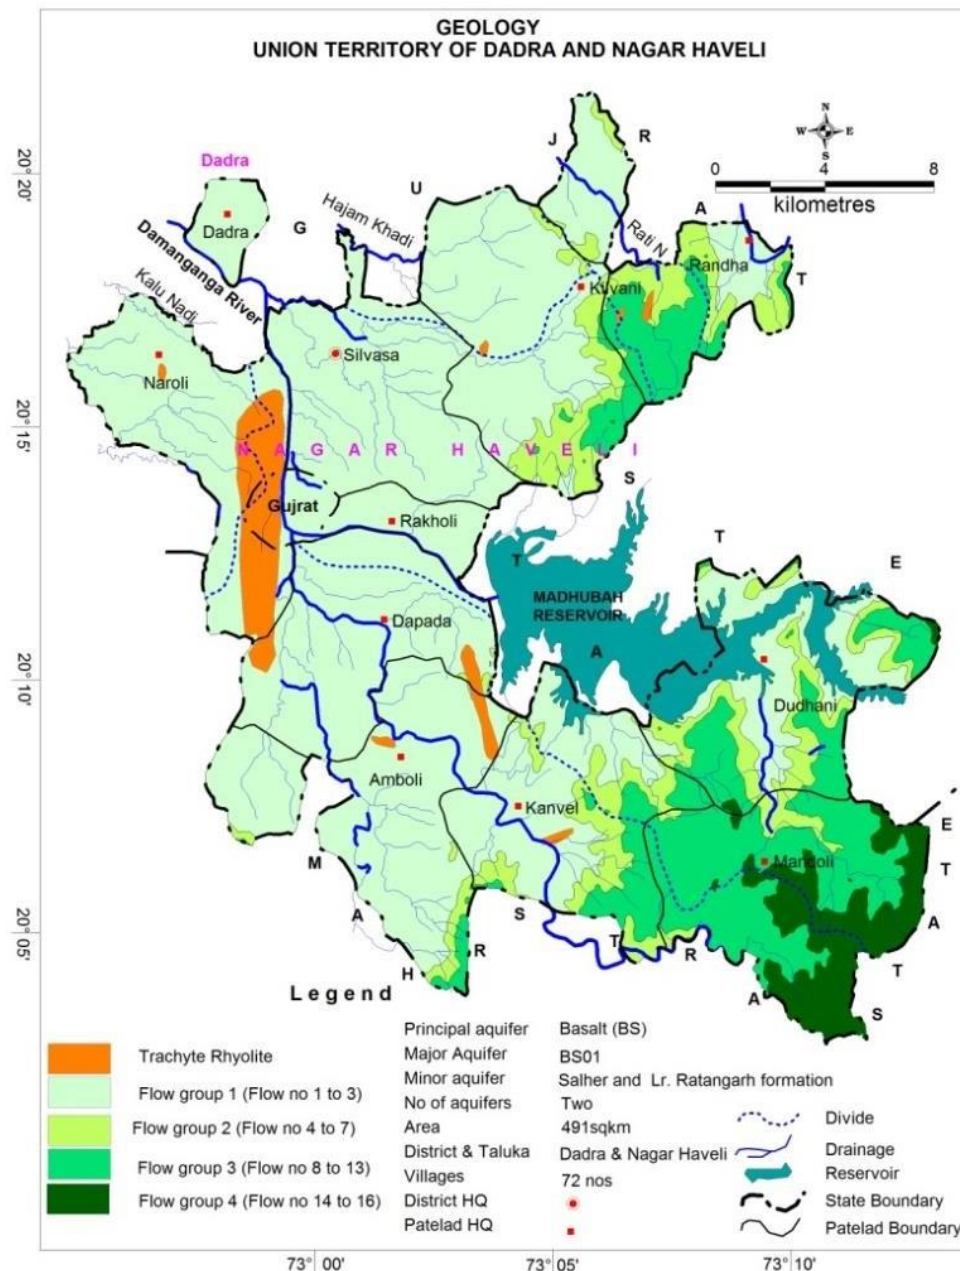 GEOLOGY
UNION TERRITORY OF DADRA AND NAGAR HAVELI
N
W E
S
0 4 8
kilometres
20° 20'
20° 15'
20° 10'
20° 05'
73° 00'
73° 05'
73° 10'
Dadra
Dadra
G U J R A T
Hajam Khadi
Damanganga River
Kalu Nadi
Rati N
Randha
Kilvani
Silvasa
Naroli
NAGAR HAVELI
Gujrat
Rakholi
MADHUBAH
RESERVOIR
Dapada
Dudhani
Amboli
Kanvel
Mandoli
M A H A R S T R A S T A T E
S T A T E
Legend
Trachyte Rhyolite
Flow group 1 (Flow no 1 to 3)
Flow group 2 (Flow no 4 to 7)
Flow group 3 (Flow no 8 to 13)
Flow group 4 (Flow no 14 to 16)
Principal aquifer Basalt (BS)
Major Aquifer BS01
Minor aquifer Salher and Lr. Ratangarh formation
No of aquifers Two
Area 491sqkm
District & Taluka Dadra & Nagar Haveli
Villages 72 nos
District HQ
Patelad HQ
Divide
Drainage
Reservoir
State Boundary
Patelad Boundary